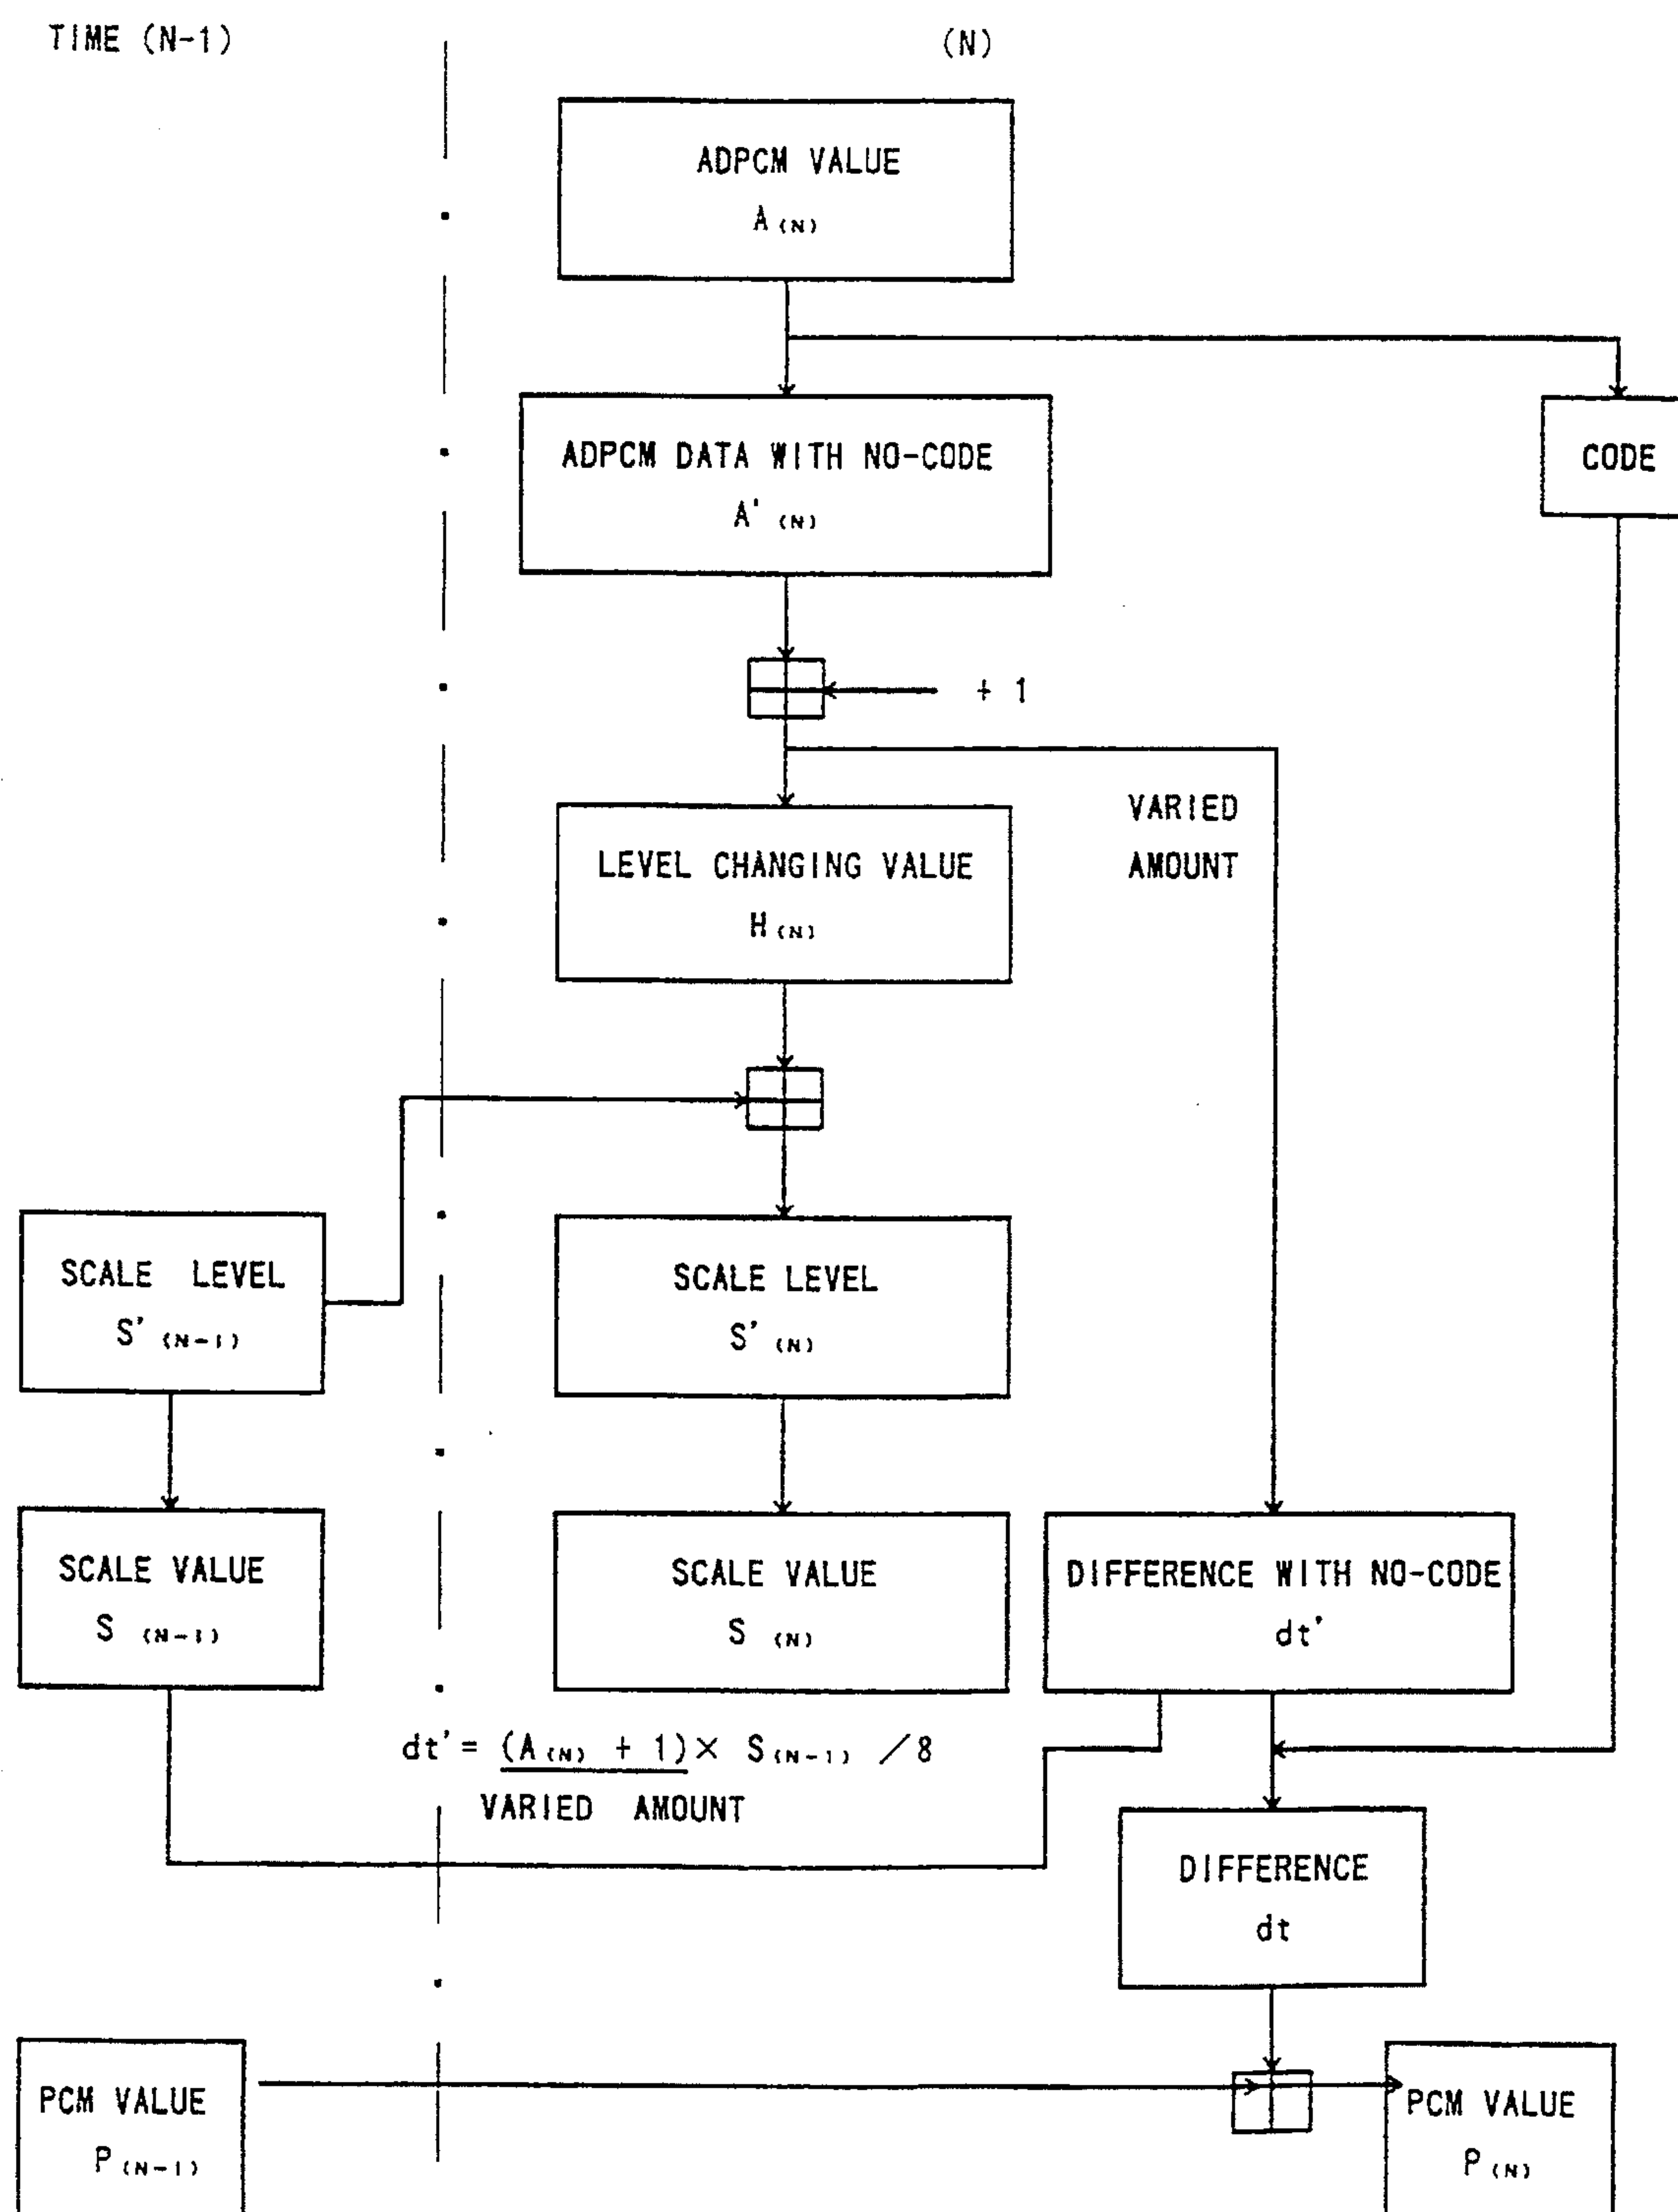 TIME (N-1)
(N)
ADPCM VALUE
A(N)
ADPCM DATA WITH NO-CODE
A'(N)
CODE
+ 1
VARIED
AMOUNT
LEVEL CHANGING VALUE
H(N)
SCALE LEVEL
S'(N-1)
SCALE LEVEL
S'(N)
SCALE VALUE
S (N-1)
SCALE VALUE
S (N)
DIFFERENCE WITH NO-CODE
dt'
dt'= (A(N) + 1)× S(N-1) /8
VARIED AMOUNT
DIFFERENCE
dt
PCM VALUE
P(N-1)
PCM VALUE
P(N)